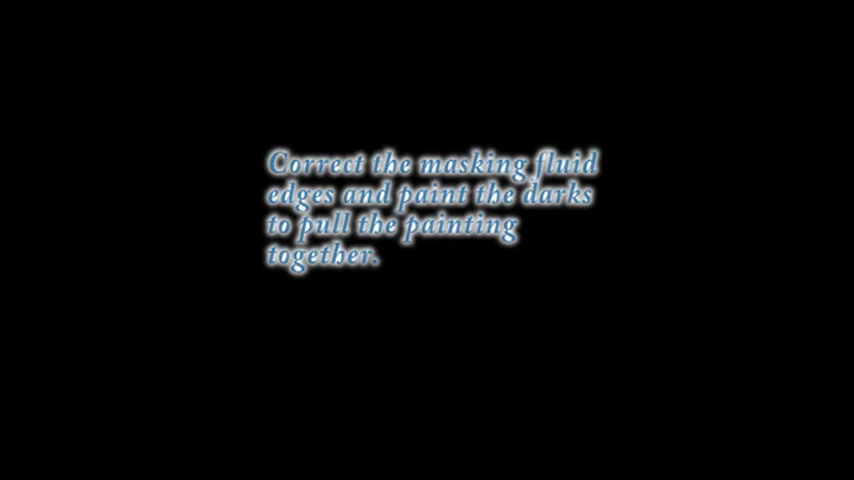 Correct the masking fluid
edges and paint the darks
to pull the painting
together.